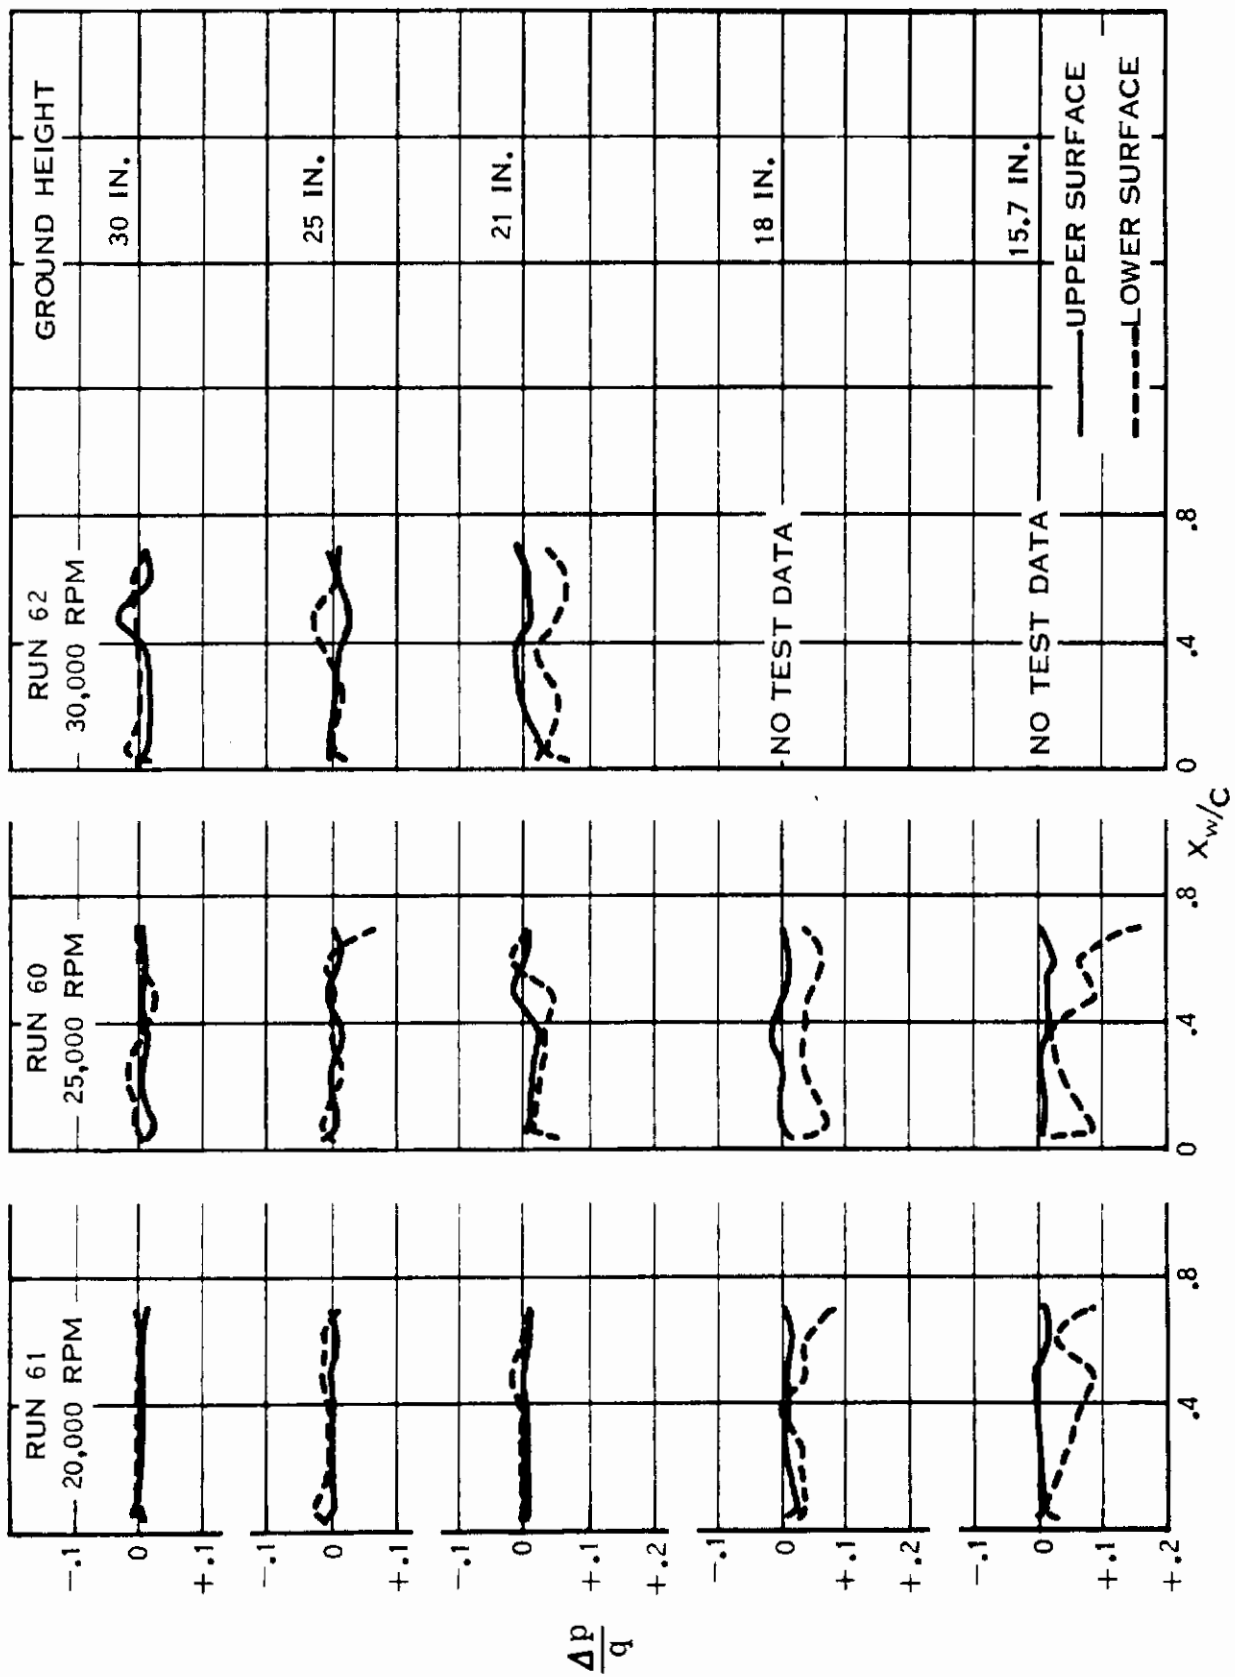 RUN 61
20,000 RPM
RUN 60
25,000 RPM
RUN 62
30,000 RPM
GROUND HEIGHT
-.1
0
+.1
30 IN.
-.1
0
+.1
25 IN.
-.1
0
+.1
+.2
21 IN.
-.1
0
+.1
+.2
NO TEST DATA
18 IN.
-.1
0
+.1
+.2
NO TEST DATA
15.7 IN.
UPPER SURFACE
LOWER SURFACE
Δp
q
.4
.8
0
.4
.8
0
.4
.8
Xw/C